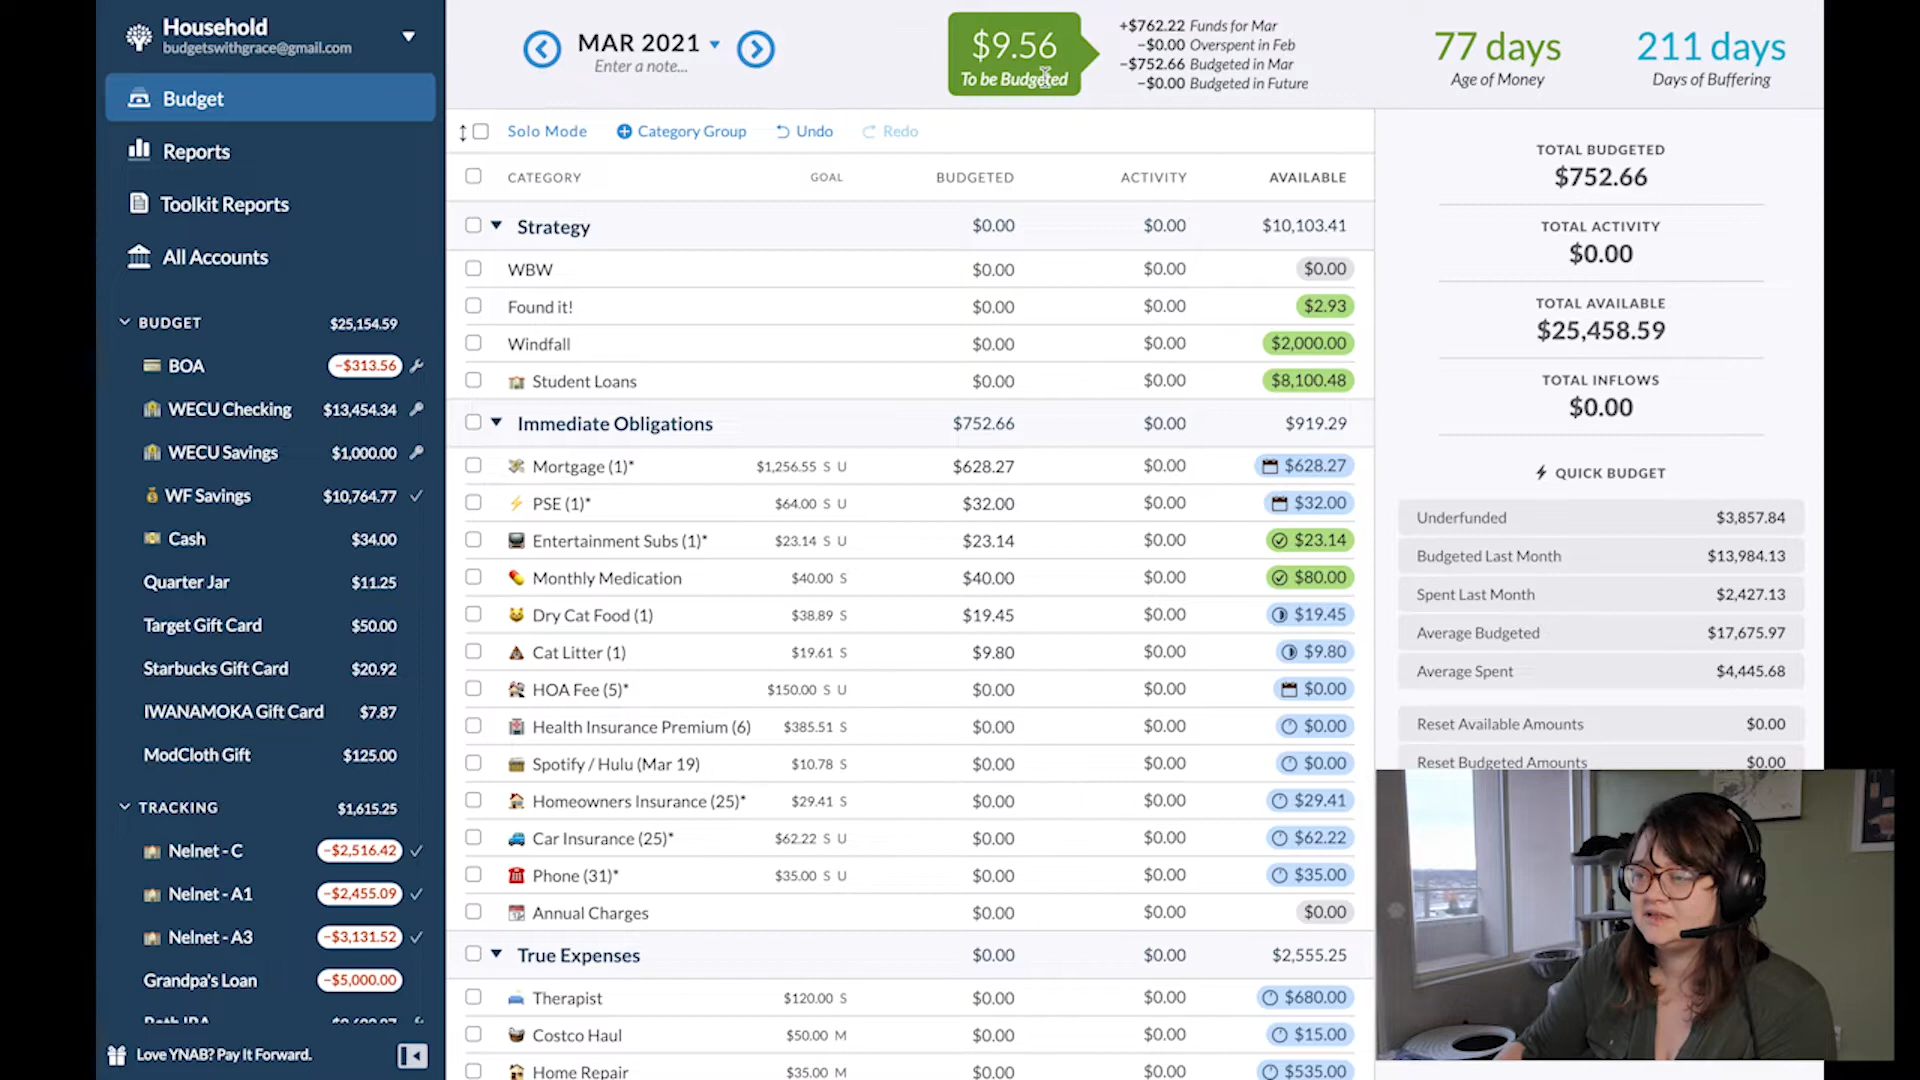 Household
budgetswithgrace@gmail.com
Budget
Reports
Toolkit Reports
All Accounts
BUDGET $25,154.59
BOA -$313.56
WECU Checking $13,454.34
WECU Savings $1,000.00
WF Savings $10,764.77
Cash $34.00
Quarter Jar $11.25
Target Gift Card $50.00
Starbucks Gift Card $20.92
IWANAMOKA Gift Card $7.87
ModCloth Gift $125.00
TRACKING $1,615.25
Nelnet - C -$2,516.42
Nelnet - A1 -$2,455.09
Nelnet - A3 -$3,131.52
Grandpa's Loan -$5,000.00
Love YNAB? Pay It Forward.
MAR 2021
Enter a note...
$9.56
To be Budgeted
+$762.22 Funds for Mar
-$0.00 Overspent in Feb
-$752.66 Budgeted in Mar
-$0.00 Budgeted in Future
77 days
Age of Money
211 days
Days of Buffering
Solo Mode Category Group Undo Redo
CATEGORY GOAL BUDGETED ACTIVITY AVAILABLE
Strategy $0.00 $0.00 $10,103.41
WBW $0.00 $0.00 $0.00
Found it! $0.00 $0.00 $2.93
Windfall $0.00 $0.00 $2,000.00
Student Loans $0.00 $0.00 $8,100.48
Immediate Obligations $752.66 $0.00 $919.29
Mortgage (1)* $1,256.55 S U $628.27 $0.00 $628.27
PSE (1)* $64.00 S U $32.00 $0.00 $32.00
Entertainment Subs (1)* $23.14 S U $23.14 $0.00 $23.14
Monthly Medication $40.00 S $40.00 $0.00 $80.00
Dry Cat Food (1) $38.89 S $19.45 $0.00 $19.45
Cat Litter (1) $19.61 S $9.80 $0.00 $9.80
HOA Fee (5)* $150.00 S U $0.00 $0.00 $0.00
Health Insurance Premium (6) $385.51 S $0.00 $0.00 $0.00
Spotify / Hulu (Mar 19) $10.78 S $0.00 $0.00 $0.00
Homeowners Insurance (25)* $29.41 S $0.00 $0.00 $29.41
Car Insurance (25)* $62.22 S U $0.00 $0.00 $62.22
Phone (31)* $35.00 S U $0.00 $0.00 $35.00
Annual Charges $0.00 $0.00 $0.00
True Expenses $0.00 $0.00 $2,555.25
Therapist $120.00 S $0.00 $0.00 $680.00
Costco Haul $50.00 M $0.00 $0.00 $15.00
Home Repair $35.00 M $0.00 $0.00 $535.00
TOTAL BUDGETED
$752.66
TOTAL ACTIVITY
$0.00
TOTAL AVAILABLE
$25,458.59
TOTAL INFLOWS
$0.00
QUICK BUDGET
Underfunded $3,857.84
Budgeted Last Month $13,984.13
Spent Last Month $2,427.13
Average Budgeted $17,675.97
Average Spent $4,445.68
Reset Available Amounts $0.00
Reset Budgeted Amounts $0.00